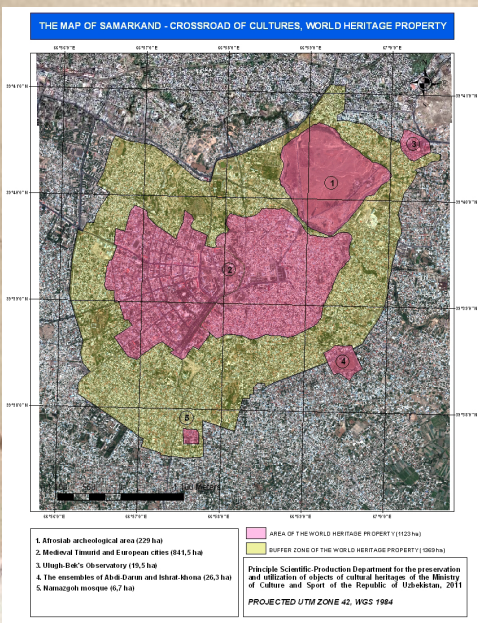 THE MAP OF SAMARKAND - CROSSROAD OF CULTURES, WORLD HERITAGE PROPERTY
1
2
3
4
5
1. Afrosiab archeological area (229 ha)
2. Medieval Timurid and European cities (841,5 ha)
3. Ulugh-Bek's Observatory (19,5 ha)
4. The ensembles of Abdi-Darun and Ishrat-khona (26,3 ha)
5. Namazgoh mosque (6,7 ha)
AREA OF THE WORLD HERITAGE PROPERTY (1123 ha)
BUFFER ZONE OF THE WORLD HERITAGE PROPERTY (1369 ha)
Principle Scientific-Production Department for the preservation
and utilization of objects of cultural heritages of the Ministry
of Culture and Sport of the Republic of Uzbekistan, 2011
PROJECTED UTM ZONE 42, WGS 1984